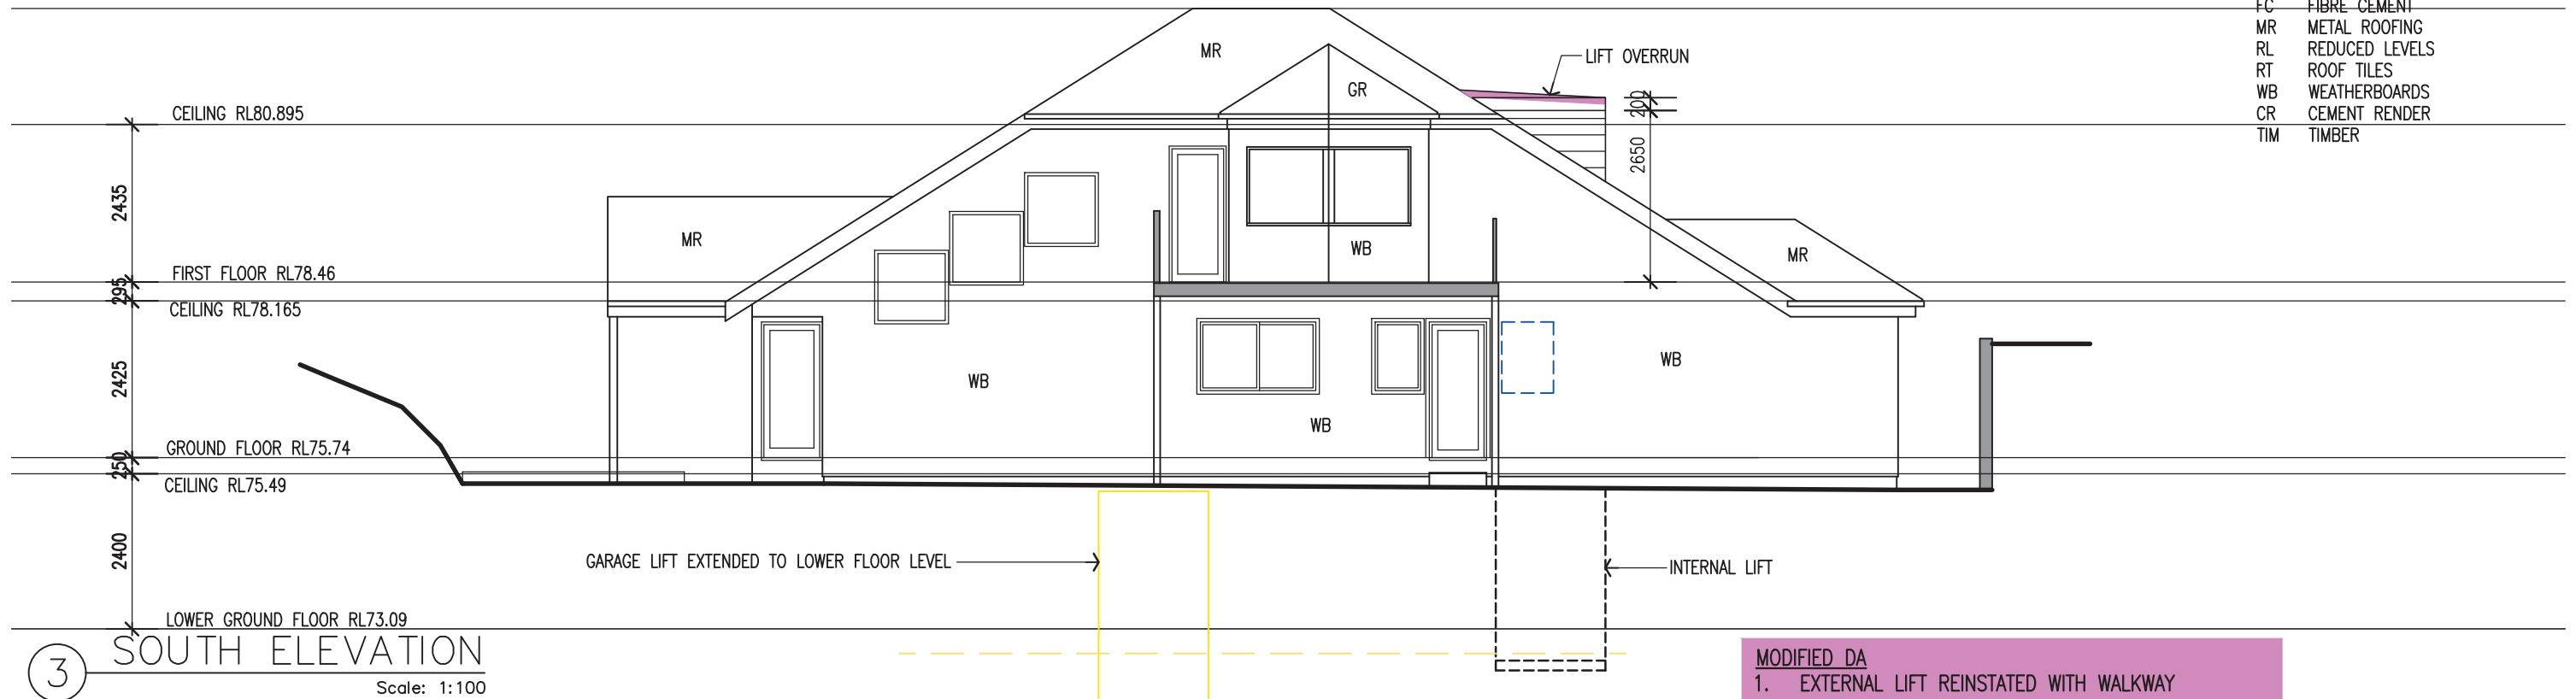 FC FIBRE CEMENT
MR METAL ROOFING
RL REDUCED LEVELS
RT ROOF TILES
WB WEATHERBOARDS
CR CEMENT RENDER
TIM TIMBER
MR
LIFT OVERRUN
GR
200
CEILING RL80.895
2650
2435
MR
WB
MR
FIRST FLOOR RL78.46
295
CEILING RL78.165
2425
WB
WB
WB
GROUND FLOOR RL75.74
250
CEILING RL75.49
2400
GARAGE LIFT EXTENDED TO LOWER FLOOR LEVEL
INTERNAL LIFT
LOWER GROUND FLOOR RL73.09
3 SOUTH ELEVATION
Scale: 1:100
MODIFIED DA
1. EXTERNAL LIFT REINSTATED WITH WALKWAY